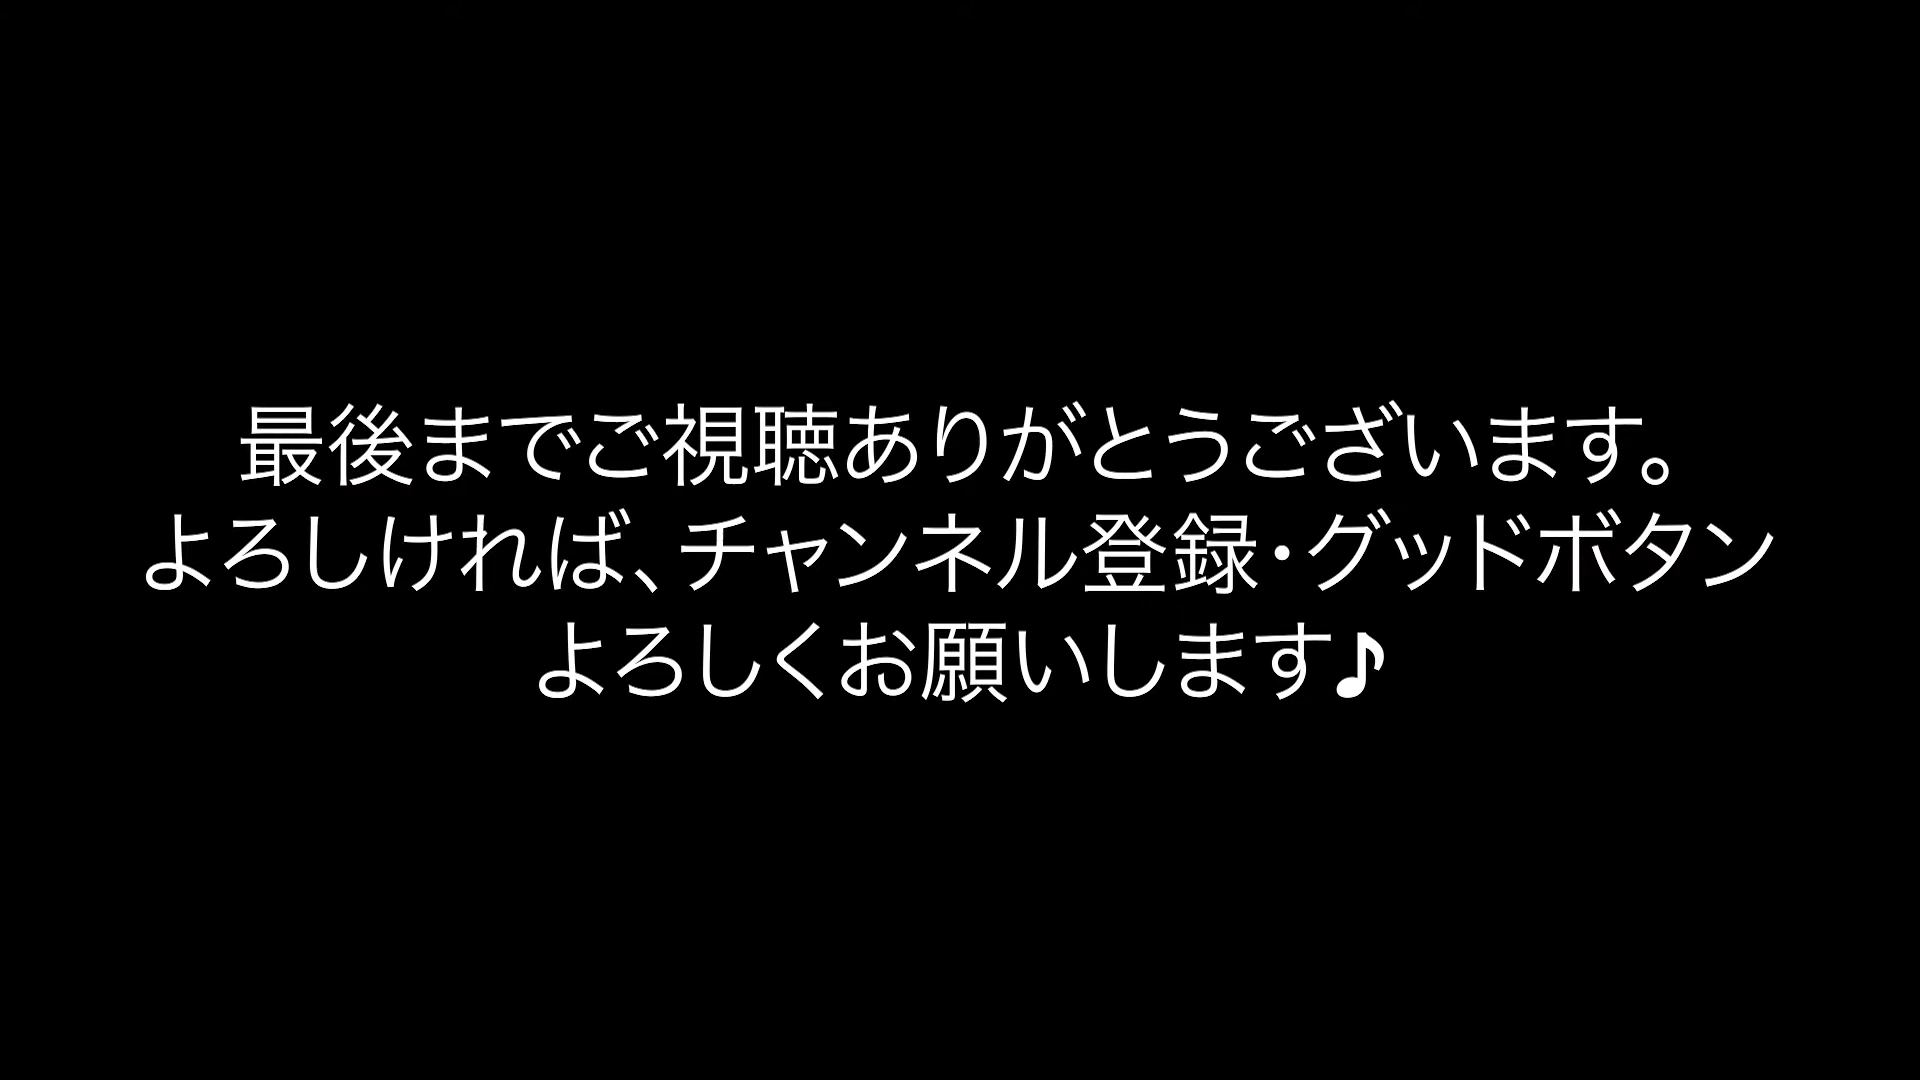 最後までご視聴ありがとうございます。
よろしければ、チャンネル登録・グッドボタン
よろしくお願いします♪